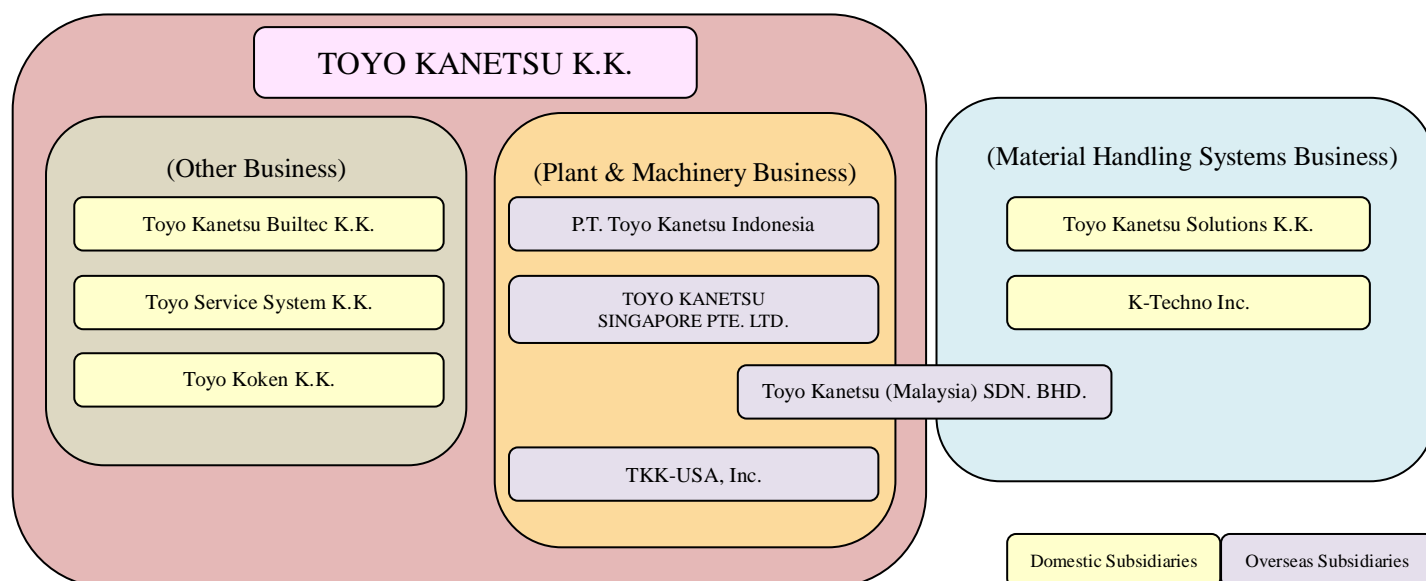 TOYO KANETSU K.K.
(Other Business)
Toyo Kanetsu Builtec K.K.
Toyo Service System K.K.
Toyo Koken K.K.
(Plant & Machinery Business)
P.T. Toyo Kanetsu Indonesia
TOYO KANETSU
SINGAPORE PTE. LTD.
Toyo Kanetsu (Malaysia) SDN. BHD.
TKK-USA, Inc.
(Material Handling Systems Business)
Toyo Kanetsu Solutions K.K.
K-Techno Inc.
Domestic Subsidiaries
Overseas Subsidiaries